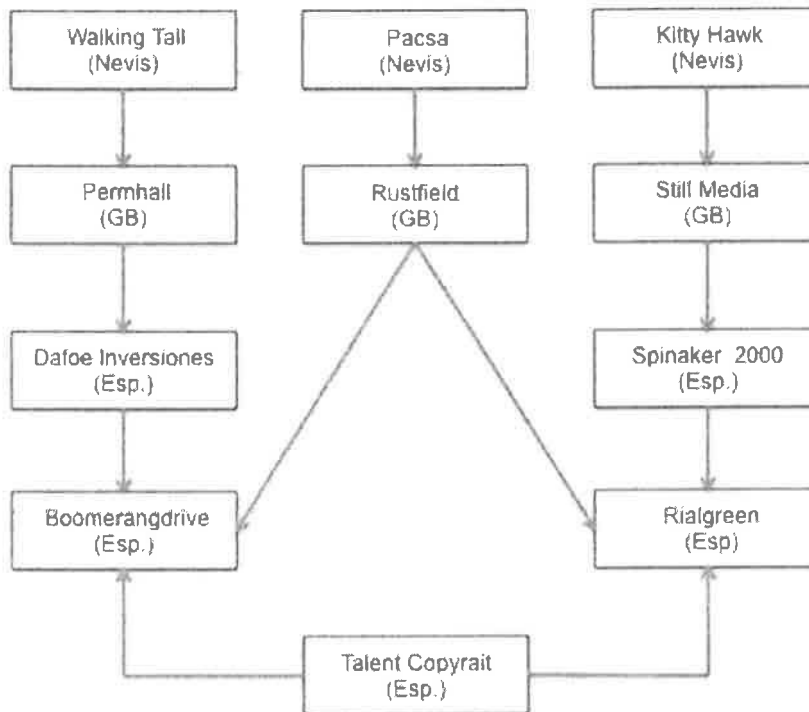 Walking Tall
(Nevis)
Pacsa
(Nevis)
Kitty Hawk
(Nevis)
Permhall
(GB)
Rustfield
(GB)
Still Media
(GB)
Dafoe Inversiones
(Esp.)
Spinaker 2000
(Esp.)
Boomerangdrive
(Esp.)
Rialgreen
(Esp)
Talent Copyrait
(Esp.)